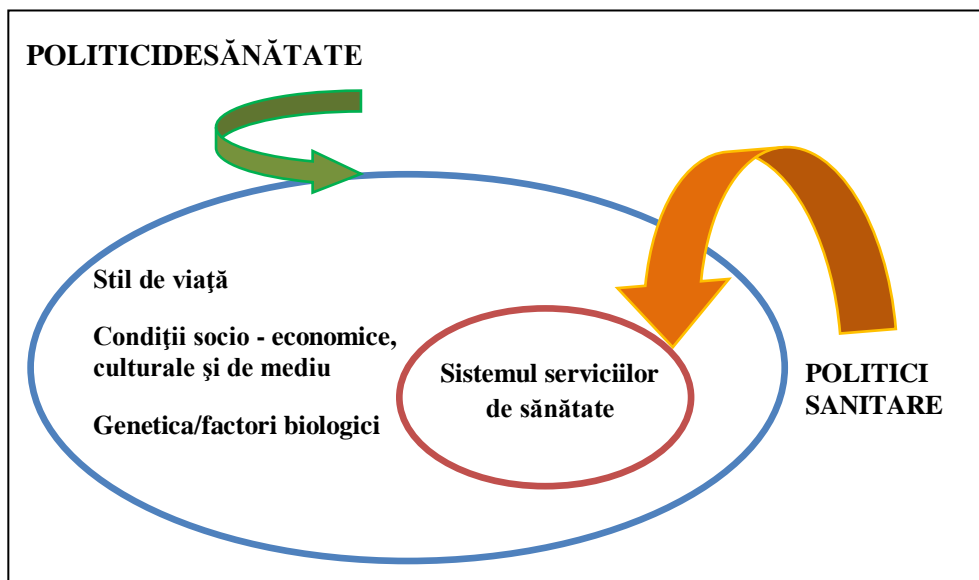 POLITICIDESĂNĂTATE
Stil de viaţă
Condiţii socio - economice,
culturale şi de mediu
Genetica/factori biologici
Sistemul serviciilor
de sănătate
POLITICI
SANITARE